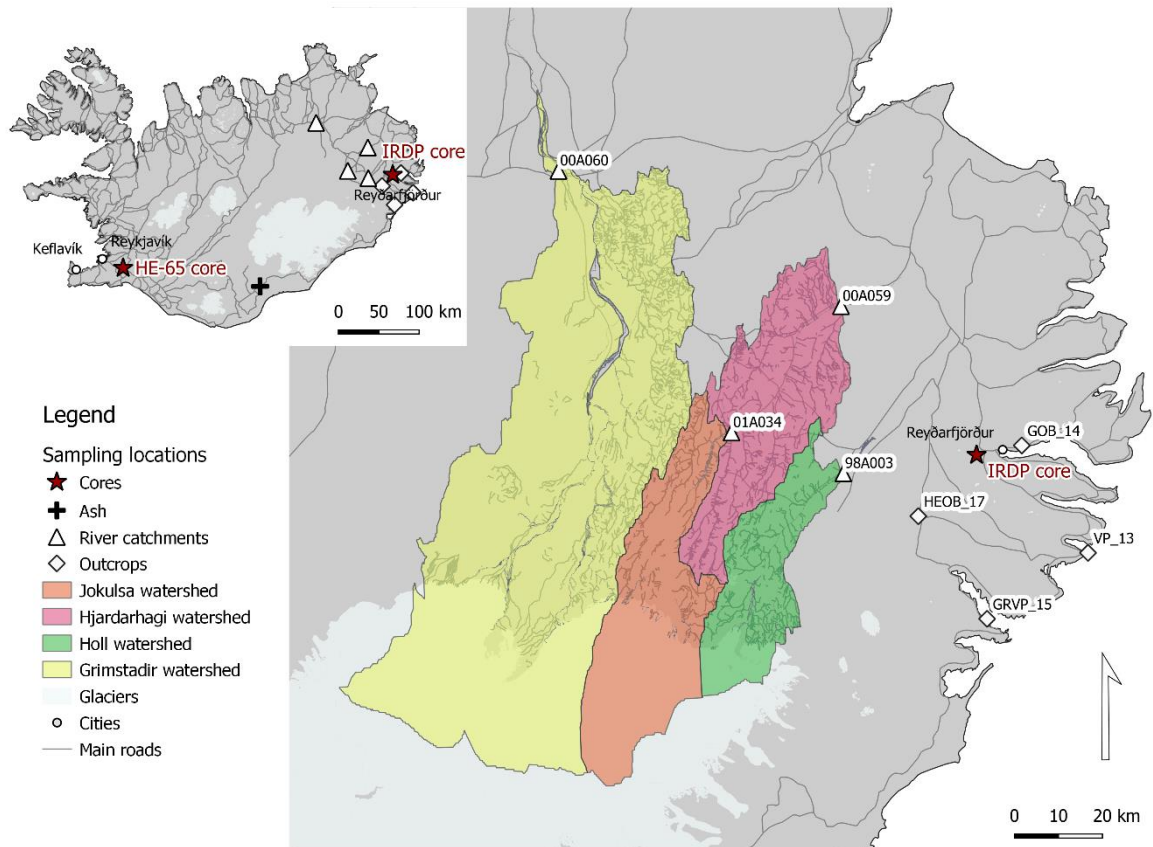 IRDP core
Reyðarfjörður
Reykjavík
Keflavík
HE-65 core
0 50 100 km
00A060
00A059
01A034
98A003
Reyðarfjörður
GOB_14
IRDP core
HEOB_17
VP_13
GRVP_15
Legend
Sampling locations
Cores
Ash
River catchments
Outcrops
Jokulsa watershed
Hjardarhagi watershed
Holl watershed
Grimstadir watershed
Glaciers
Cities
Main roads
0 10 20 km